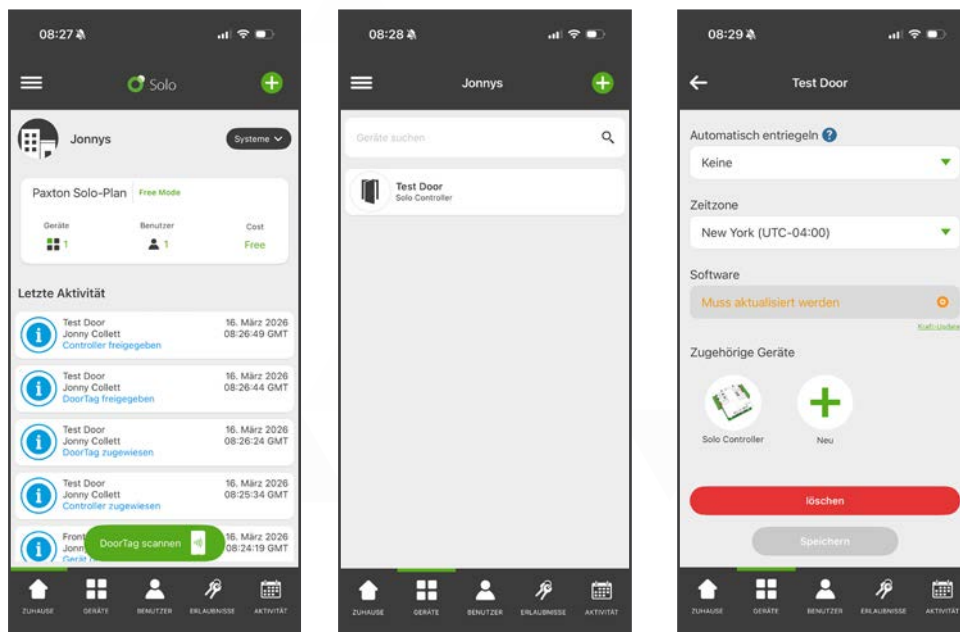 08:27
Solo
Jonnys
Systeme
Paxton Solo-Plan
Free Mode
Geräte
Benutzer
Cost
1
1
Free
Letzte Aktivität
Test Door
16. März 2026
Jonny Collett
08:26:49 GMT
Controller freigegeben
Test Door
16. März 2026
Jonny Collett
08:26:44 GMT
DoorTag freigegeben
Test Door
16. März 2026
Jonny Collett
08:26:24 GMT
DoorTag zugewiesen
Test Door
16. März 2026
Jonny Collett
08:25:34 GMT
Controller zugewiesen
Front
16. März 2026
Jonn
08:24:19 GMT
Gerät
DoorTag scannen
ZUHAUSE
GERÄTE
BENUTZER
ERLAUBNISSE
AKTIVITÄT
08:28
Jonnys
Geräte suchen
Test Door
Solo Controller
ZUHAUSE
GERÄTE
BENUTZER
ERLAUBNISSE
AKTIVITÄT
08:29
Test Door
Automatisch entriegeln ?
Keine
Zeitzone
New York (UTC-04:00)
Software
Muss aktualisiert werden
Kraft-Update
Zugehörige Geräte
Solo Controller
Neu
löschen
Speichern
ZUHAUSE
GERÄTE
BENUTZER
ERLAUBNISSE
AKTIVITÄT